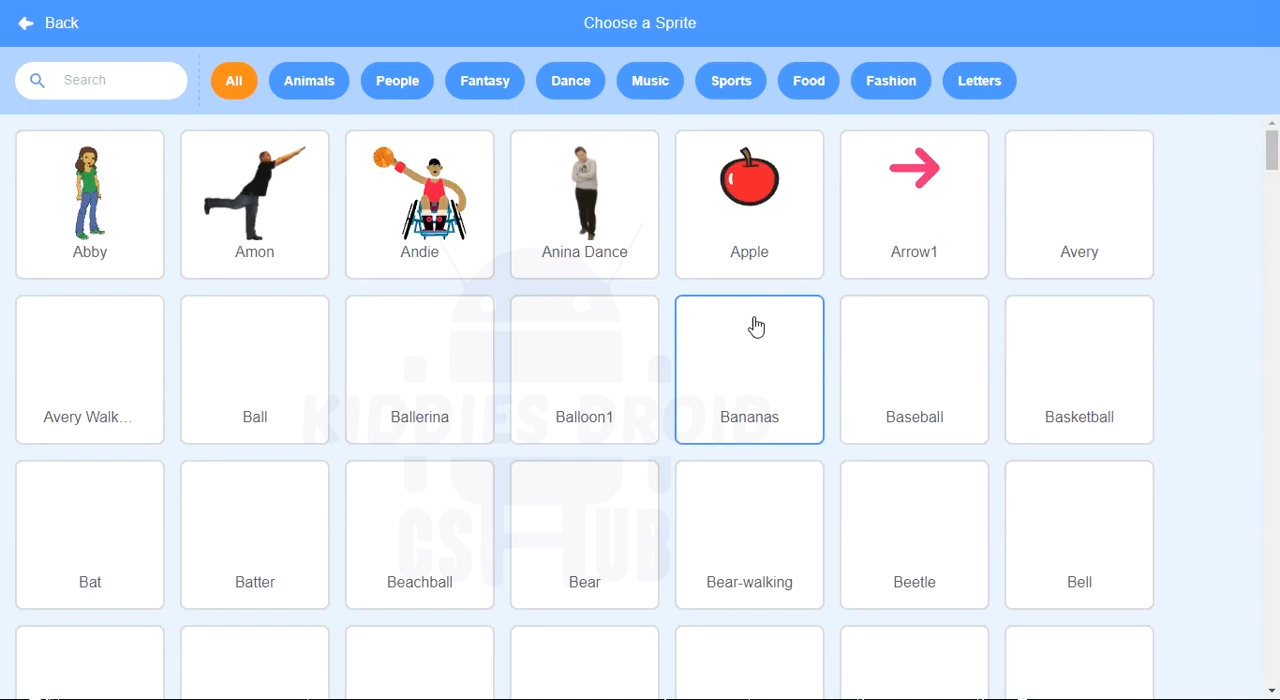 Back
Choose a Sprite
Search
All
Animals
People
Fantasy
Dance
Music
Sports
Food
Fashion
Letters
Abby
Amon
Andie
Anina Dance
Apple
Arrow1
Avery
Avery Walk...
Ball
Ballerina
Balloon1
Bananas
Baseball
Basketball
KIDDIES DROID
Bat
Batter
Beachball
Bear
Bear-walking
Beetle
Bell
CS HUB